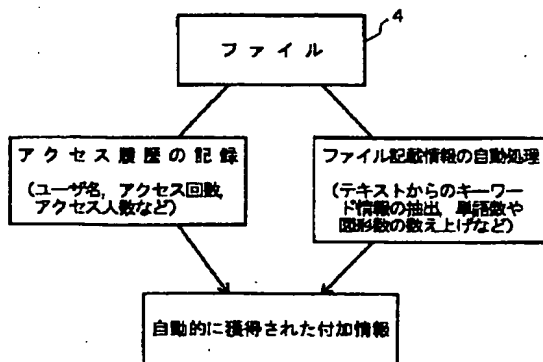 4
ファイル
アクセス履歴の記録
(ユーザ名, アクセス回数,
アクセス人数など)
ファイル記載情報の自動処理
(テキストからのキーワー
ド情報の抽出, 単語数や
図形数の数え上げなど)
自動的に獲得された付加情報